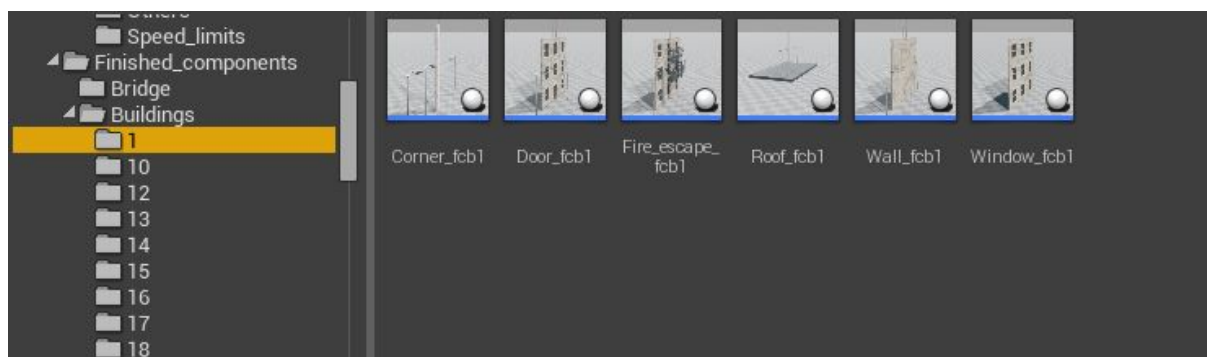 Others
Speed_limits
Finished_components
Bridge
Buildings
1
10
12
13
14
15
16
17
18
Corner_fcb1
Door_fcb1
Fire_escape_
fcb1
Roof_fcb1
Wall_fcb1
Window_fcb1